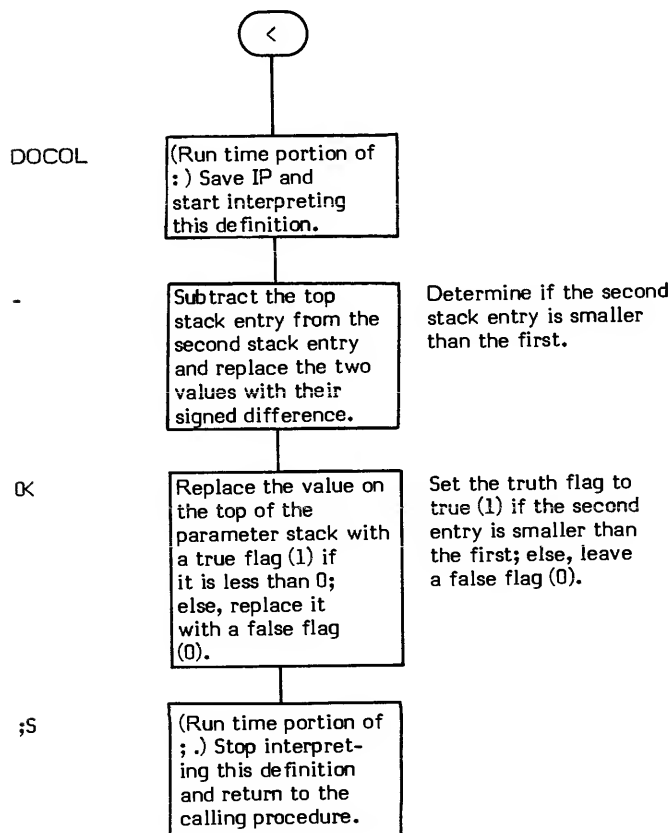 <
DOCOL
(Run time portion of
: ) Save IP and
start interpreting
this definition.
-
Subtract the top
stack entry from the
second stack entry
and replace the two
values with their
signed difference.
Determine if the second
stack entry is smaller
than the first.
0<
Replace the value on
the top of the
parameter stack with
a true flag (1) if
it is less than 0;
else, replace it
with a false flag
(0).
Set the truth flag to
true (1) if the second
entry is smaller than
the first; else, leave
a false flag (0).
;S
(Run time portion of
; .) Stop interpret-
ing this definition
and return to the
calling procedure.